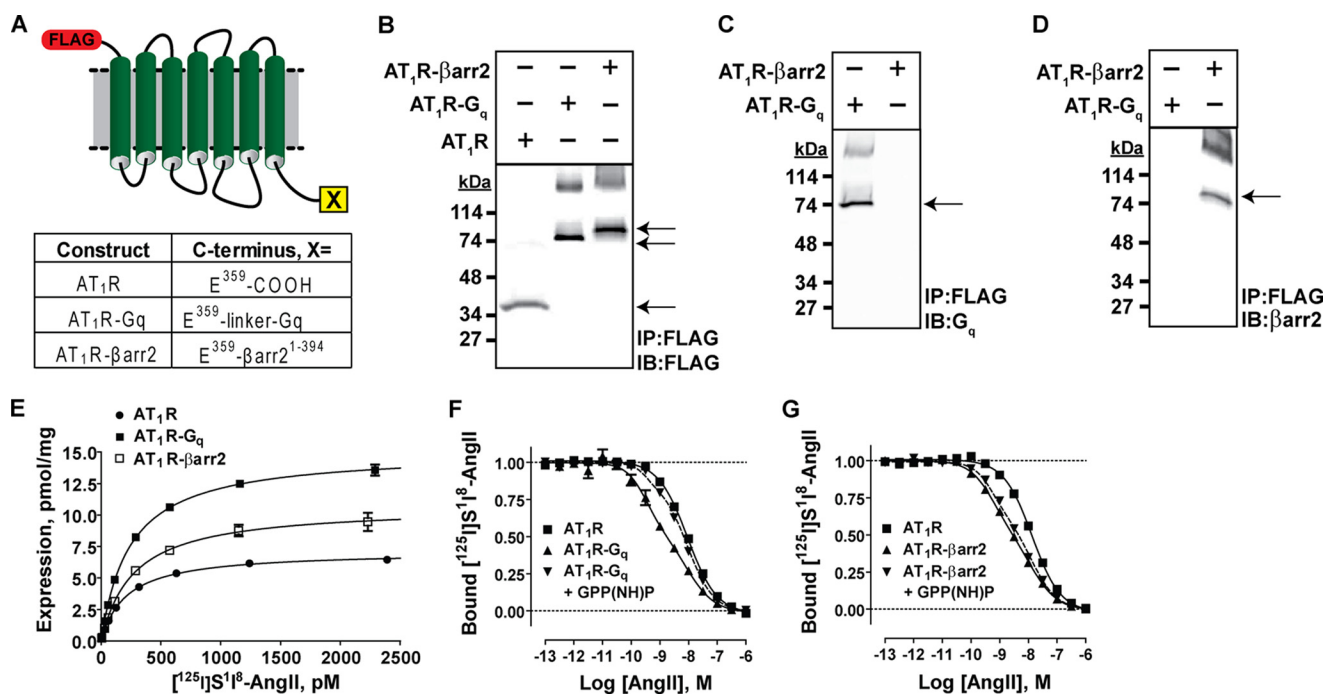 A
FLAG
X
Construct C-terminus, X=
AT₁R E³⁵⁹-COOH
AT₁R-Gq E³⁵⁹-linker-Gq
AT₁R-βarr2 E³⁵⁹-βarr2¹⁻³⁹⁴
B
AT₁R-βarr2 – – +
AT₁R-Gq – + –
AT₁R +
kDa
114
74
48
34
27
IP:FLAG
IB:FLAG
C
AT₁R-βarr2 – +
AT₁R-Gq + –
kDa
114
74
48
34
27
IP:FLAG
IB:Gq
D
AT₁R-βarr2 – +
AT₁R-Gq + –
kDa
114
74
48
34
27
IP:FLAG
IB:βarr2
E
AT₁R
AT₁R-Gq
AT₁R-βarr2
Expression, pmol/mg
15.0
12.5
10.0
7.5
5.0
2.5
0.0
0 500 1000 1500 2000 2500
[¹²⁵I]S¹I⁸-AngII, pM
F
Bound [¹²⁵I]S¹I⁸-AngII
1.00
0.75
0.50
0.25
0.00
AT₁R
AT₁R-Gq
AT₁R-Gq
+ GPP(NH)P
-13 -12 -11 -10 -9 -8 -7 -6
Log [AngII], M
G
Bound [¹²⁵I]S¹I⁸-AngII
1.00
0.75
0.50
0.25
0.00
AT₁R
AT₁R-βarr2
AT₁R-βarr2
+ GPP(NH)P
-13 -12 -11 -10 -9 -8 -7 -6
Log [AngII], M